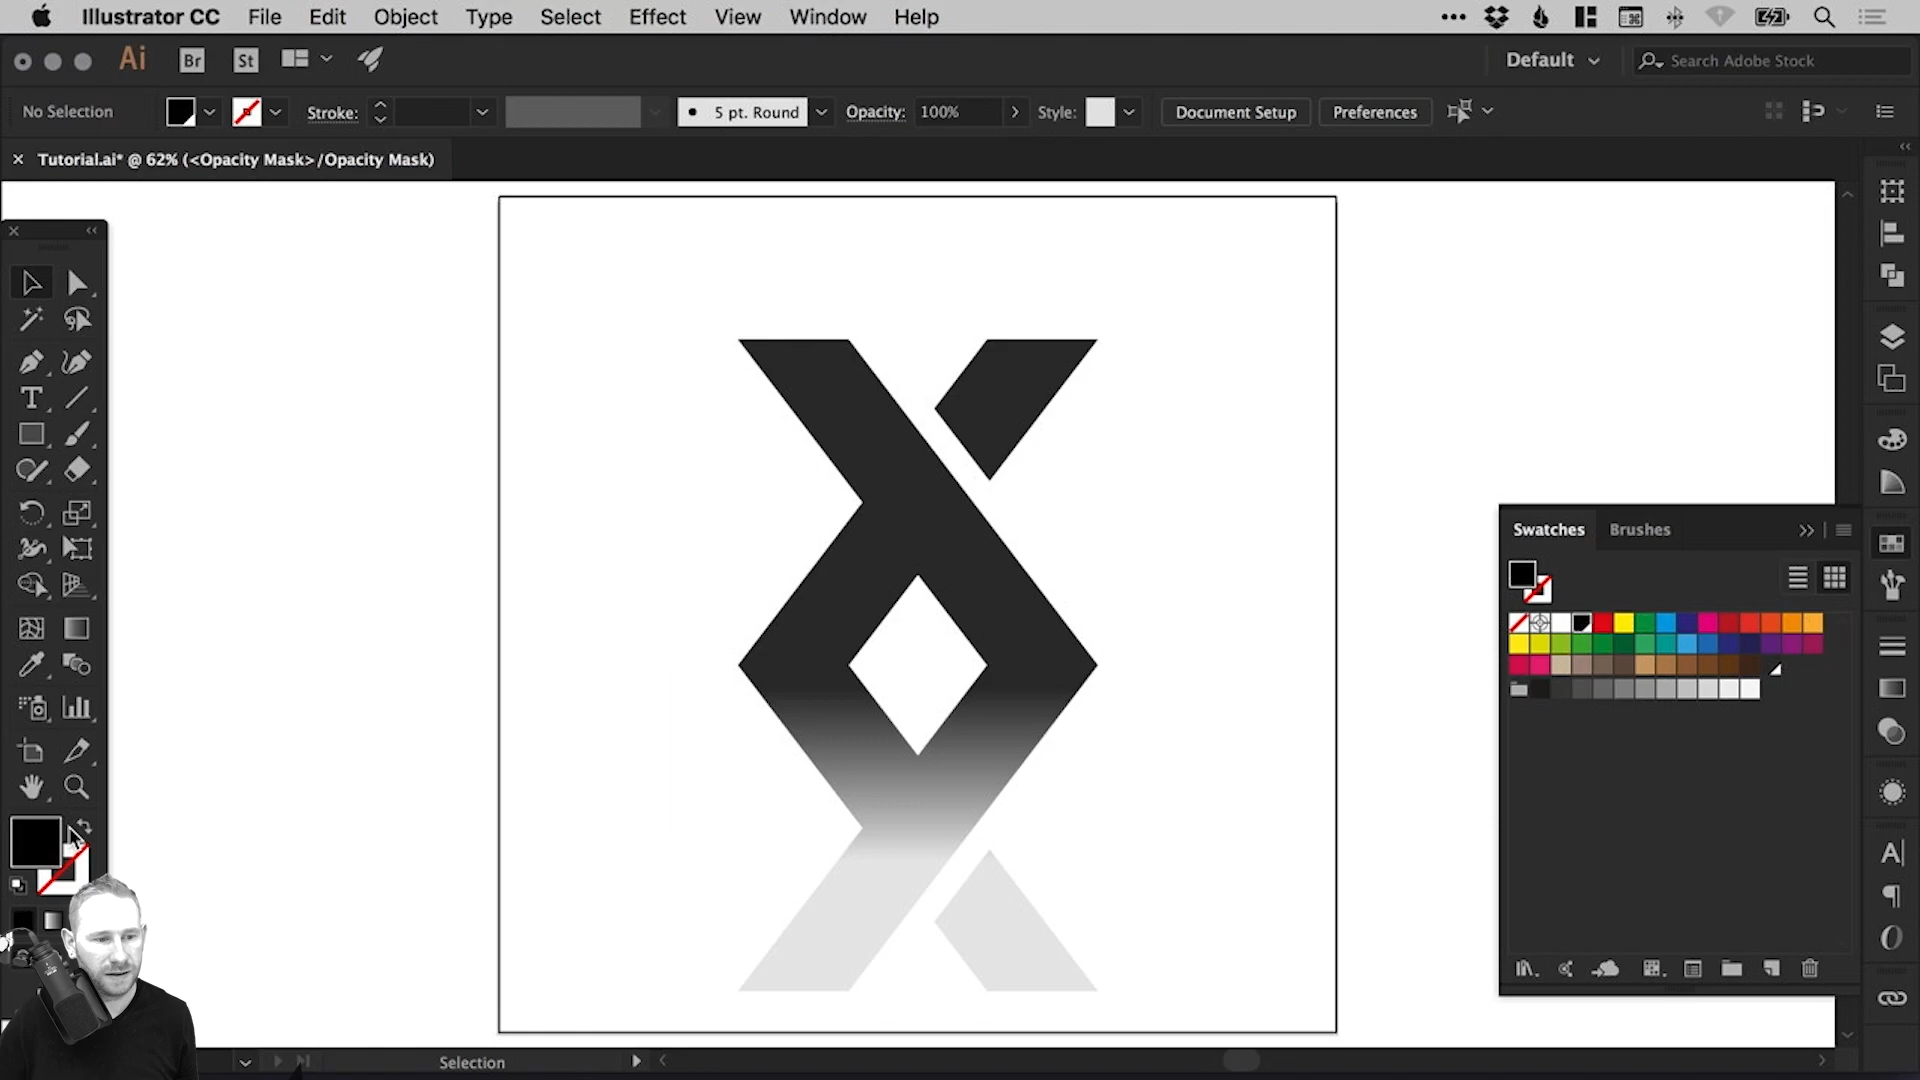 Illustrator CC File Edit Object Type Select Effect View Window Help
Ai Br St Default Search Adobe Stock
No Selection Stroke: 5 pt. Round Opacity: 100% Style: Document Setup Preferences
× Tutorial.ai* @ 62% (<Opacity Mask>/Opacity Mask)
Swatches Brushes
Selection